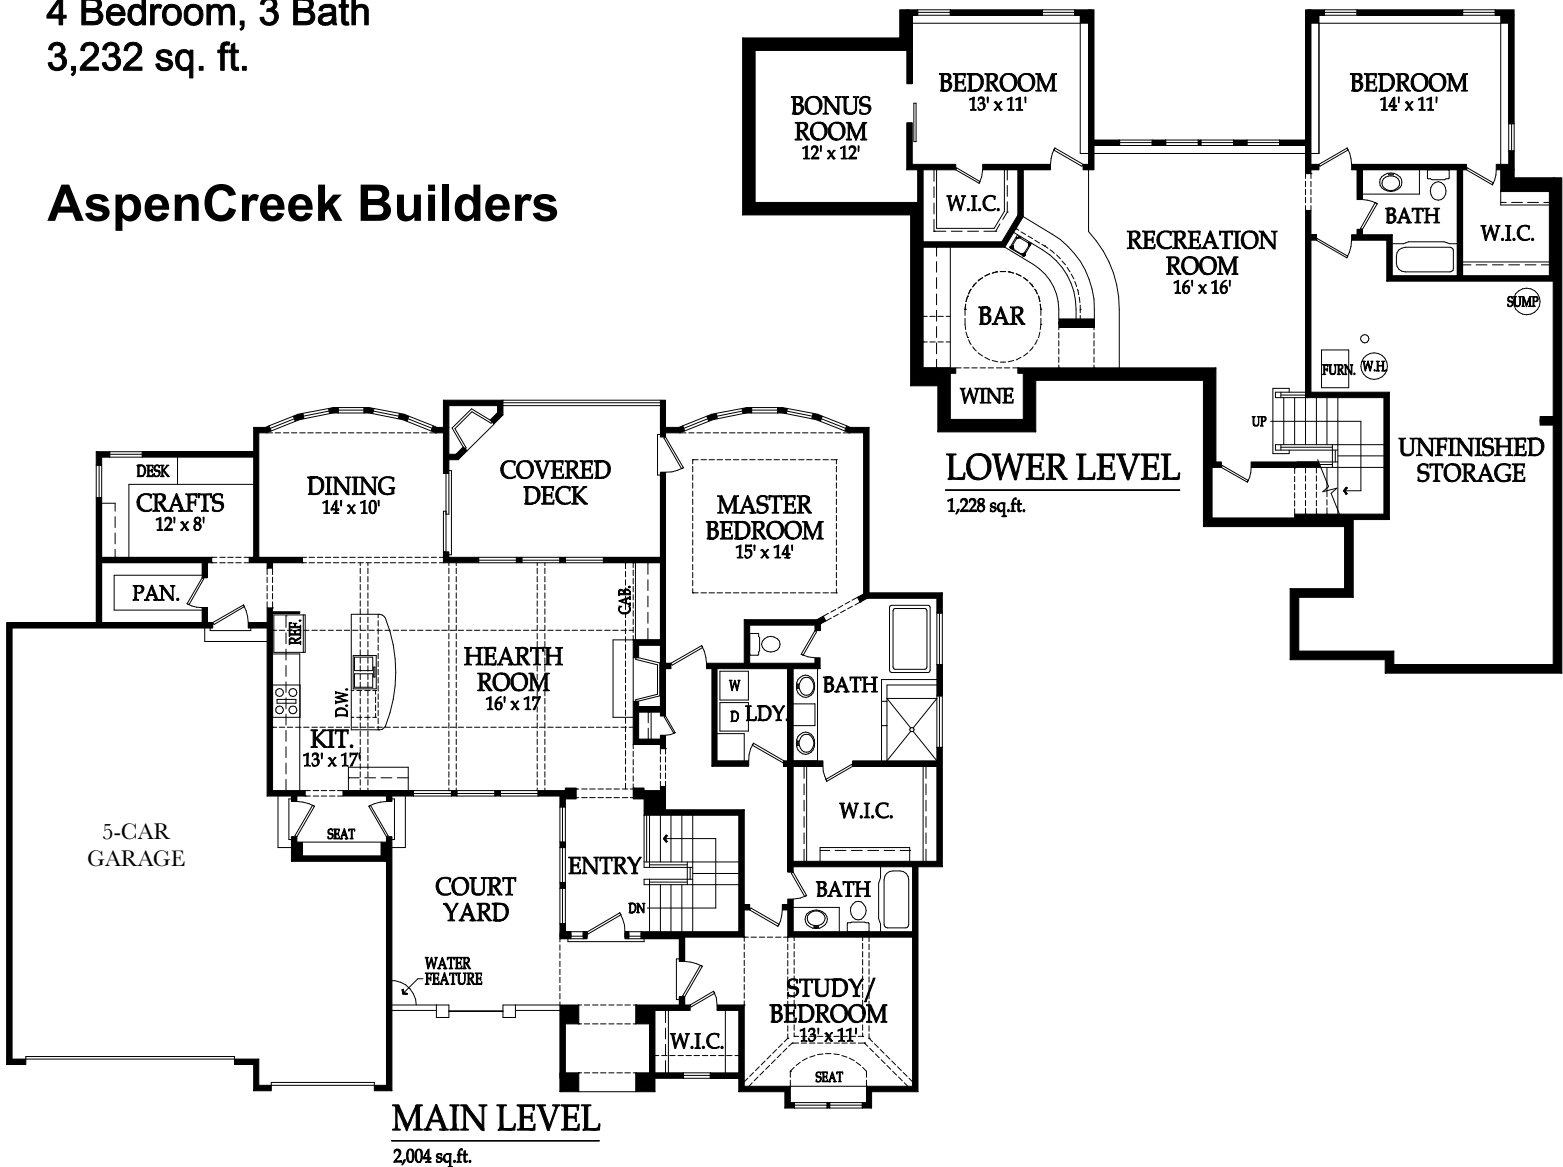 4 Bedroom, 3 Bath
3,232 sq. ft.
AspenCreek Builders
BONUS
ROOM
12' x 12'
BEDROOM
13' x 11'
BEDROOM
14' x 11'
W.I.C.
BATH
W.I.C.
RECREATION
ROOM
16' x 16'
BAR
WINE
SUMP
FURN.
W.H.
UP
UNFINISHED
STORAGE
LOWER LEVEL
1,228 sq.ft.
DESK
CRAFTS
12' x 8'
DINING
14' x 10'
COVERED
DECK
MASTER
BEDROOM
15' x 14'
PAN.
REF.
CAB.
HEARTH
ROOM
16' x 17
D.W.
KIT.
13' x 17'
W
D
LDY.
BATH
W.I.C.
5-CAR
GARAGE
SEAT
COURT
YARD
ENTRY
DN
BATH
WATER
FEATURE
STUDY/
BEDROOM
13' x 11'
W.I.C.
SEAT
MAIN LEVEL
2,004 sq.ft.